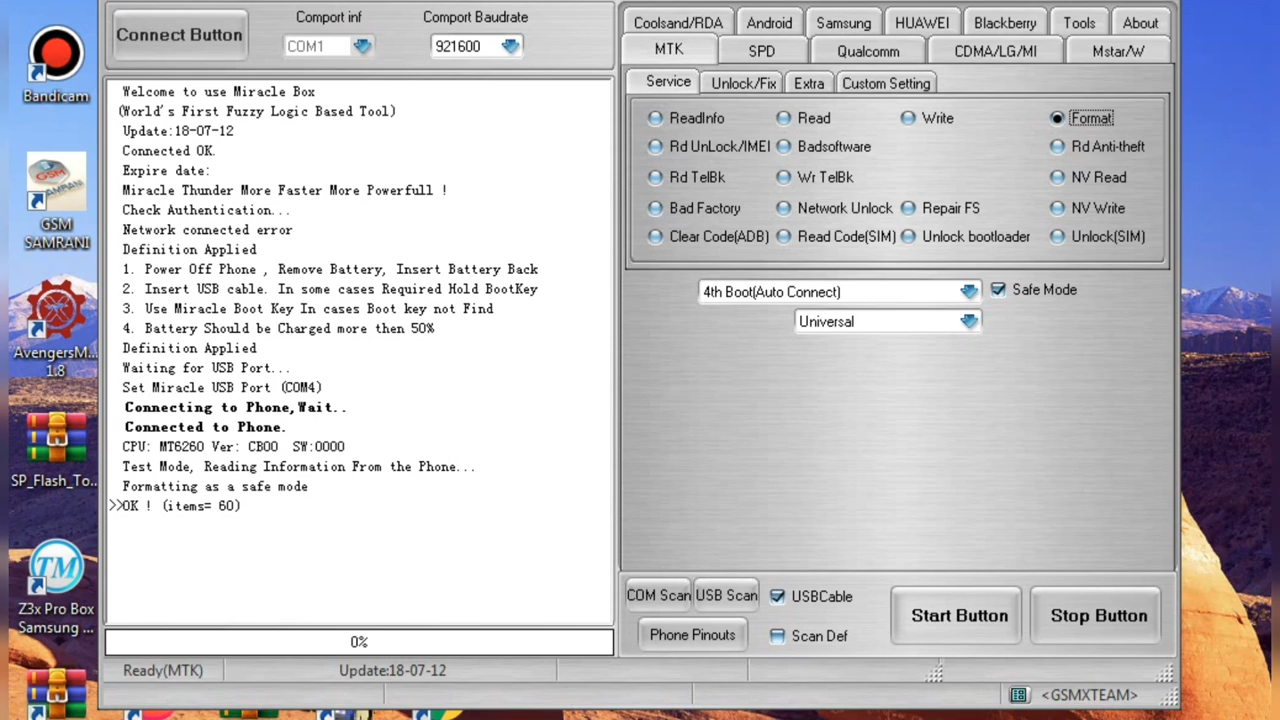 Connect Button
Comport inf
COM1
Comport Baudrate
921600
Coolsand/RDA
Android
Samsung
HUAWEI
Blackberry
Tools
About
MTK
SPD
Qualcomm
CDMA/LG/MI
Mstar/W
Service
Unlock/Fix
Extra
Custom Setting
ReadInfo
Read
Write
Format
Rd UnLock/IMEI
Badsoftware
Rd Anti-theft
Rd TelBk
Wr TelBk
NV Read
Bad Factory
Network Unlock
Repair FS
NV Write
Clear Code(ADB)
Read Code(SIM)
Unlock bootloader
Unlock(SIM)
4th Boot(Auto Connect)
Safe Mode
Universal
Welcome to use Miracle Box
(World's First Fuzzy Logic Based Tool)
Update:18-07-12
Connected OK.
Expire date:
Miracle Thunder More Faster More Powerfull !
Check Authentication...
Network connected error
Definition Applied
1. Power Off Phone , Remove Battery, Insert Battery Back
2. Insert USB cable. In some cases Required Hold BootKey
3. Use Miracle Boot Key In cases Boot key not Find
4. Battery Should be Charged more then 50%
Definition Applied
Waiting for USB Port...
Set Miracle USB Port (COM4)
Connecting to Phone,Wait..
Connected to Phone.
CPU: MT6260 Ver: CB00 SW:0000
Test Mode, Reading Information From the Phone...
Formatting as a safe mode
>>OK ! (items= 60)
0%
COM Scan
USB Scan
USBCable
Phone Pinouts
Scan Def
Start Button
Stop Button
Ready(MTK)
Update:18-07-12
<GSMXTEAM>
Bandicam
GSM
SAMRANI
GSM
SAMRANI
AvengersM...
1.8
SP_Flash_To...
TM
Z3x Pro Box
Samsung ...